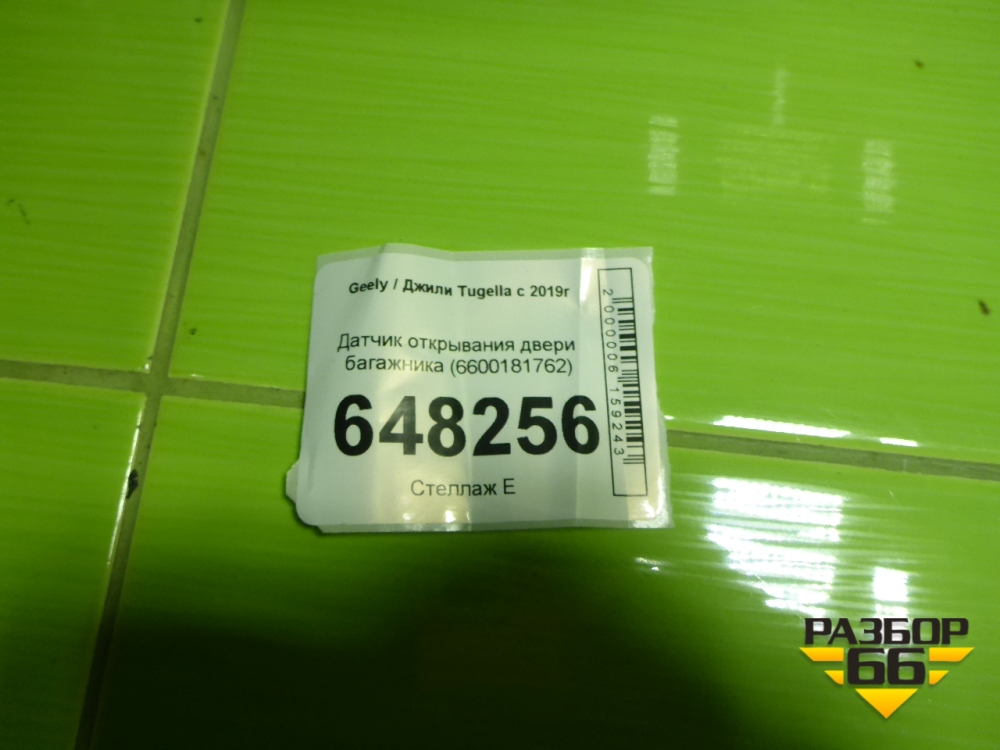 Geely / Джили Tugella с 2019г
Датчик открывания двери
багажника (6600181762)
648256
Стеллаж Е
2000006159243
РАЗБОР
66